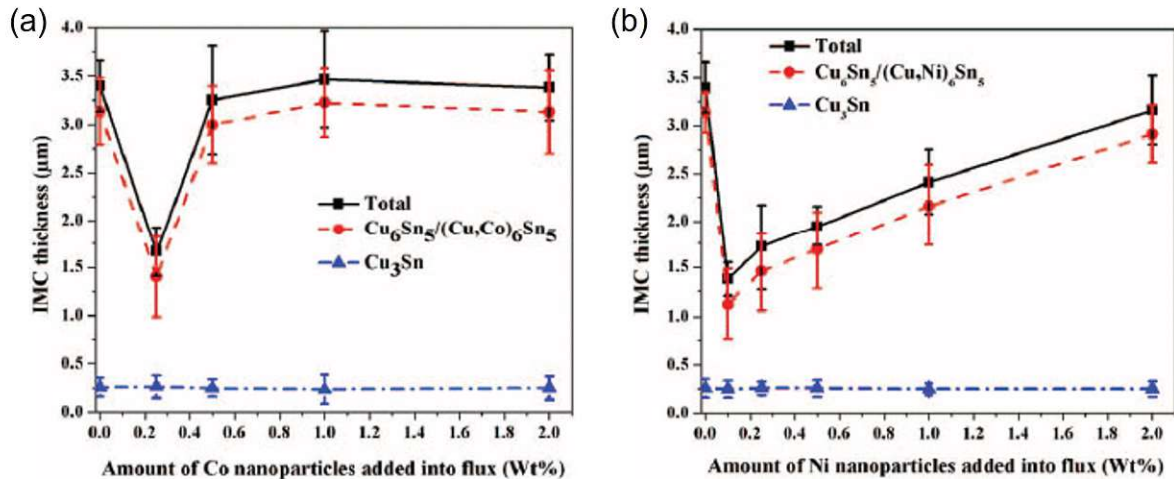 (a)
4.0
3.5
3.0
2.5
2.0
1.5
1.0
0.5
0.0
IMC thickness (μm)
Total
Cu6Sn5/(Cu,Co)6Sn5
Cu3Sn
0.0 0.2 0.4 0.6 0.8 1.0 1.2 1.4 1.6 1.8 2.0
Amount of Co nanoparticles added into flux (Wt%)
(b)
4.0
3.5
3.0
2.5
2.0
1.5
1.0
0.5
0.0
IMC thickness (μm)
Total
Cu6Sn5/(Cu,Ni)6Sn5
Cu3Sn
0.0 0.2 0.4 0.6 0.8 1.0 1.2 1.4 1.6 1.8 2.0
Amount of Ni nanoparticles added into flux (Wt%)